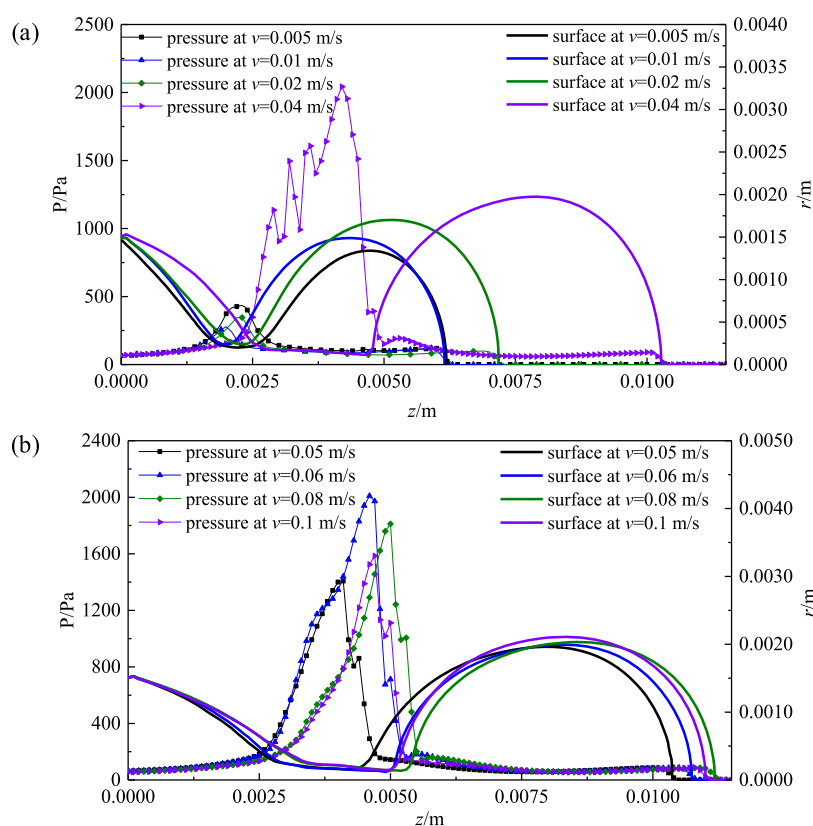 (a)
2500
2000
1500
1000
500
0
P/Pa
pressure at v=0.005 m/s
pressure at v=0.01 m/s
pressure at v=0.02 m/s
pressure at v=0.04 m/s
surface at v=0.005 m/s
surface at v=0.01 m/s
surface at v=0.02 m/s
surface at v=0.04 m/s
0.0040
0.0035
0.0030
0.0025
0.0020
0.0015
0.0010
0.0005
0.0000
r/m
0.000 0.0025 0.0050 0.0075 0.0100
z/m
(b)
2400
2000
1600
1200
800
400
0
P/Pa
pressure at v=0.05 m/s
pressure at v=0.06 m/s
pressure at v=0.08 m/s
pressure at v=0.1 m/s
surface at v=0.05 m/s
surface at v=0.06 m/s
surface at v=0.08 m/s
surface at v=0.1 m/s
0.0050
0.0040
0.0030
0.0020
0.0010
0.0000
r/m
0.000 0.0025 0.0050 0.0075 0.0100
z/m